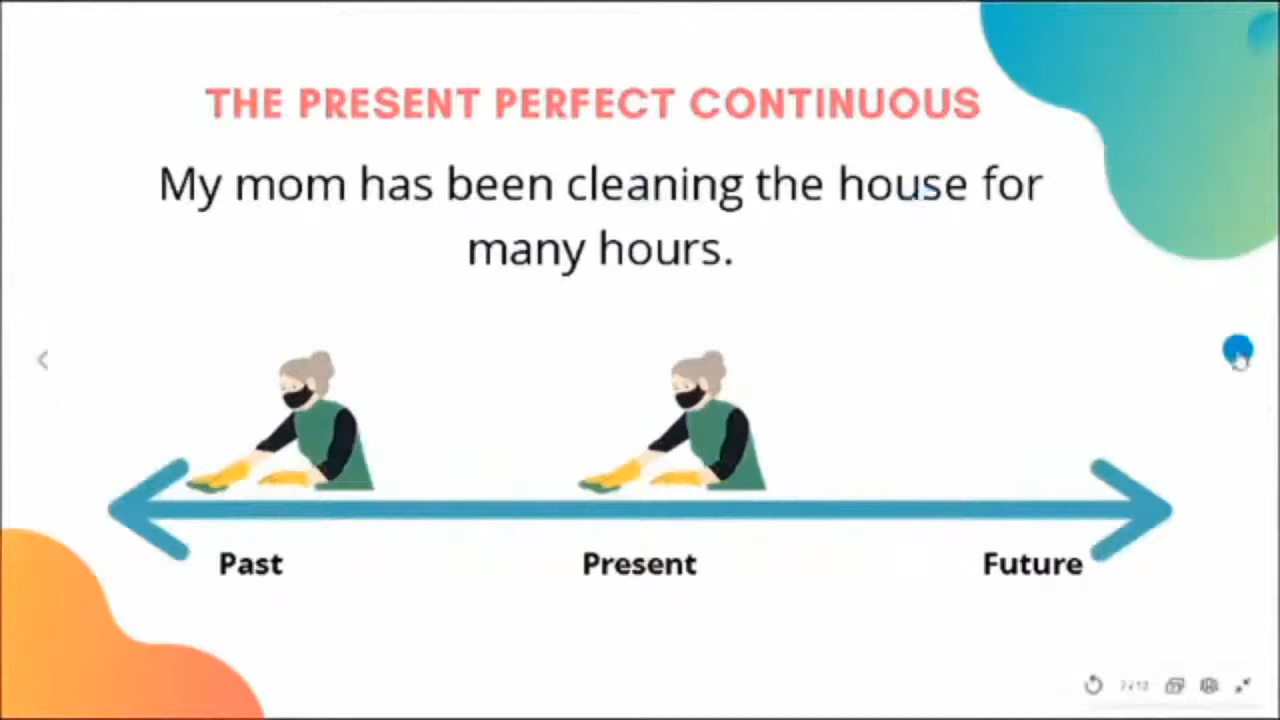 THE PRESENT PERFECT CONTINUOUS
My mom has been cleaning the house for
many hours.
Past
Present
Future